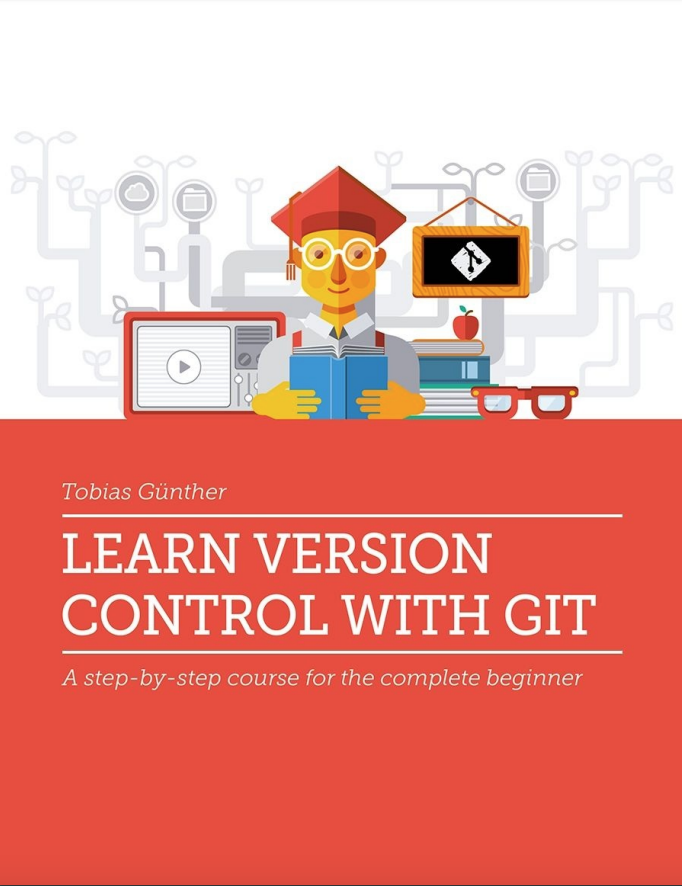 Tobias Günther
LEARN VERSION
CONTROL WITH GIT
A step-by-step course for the complete beginner